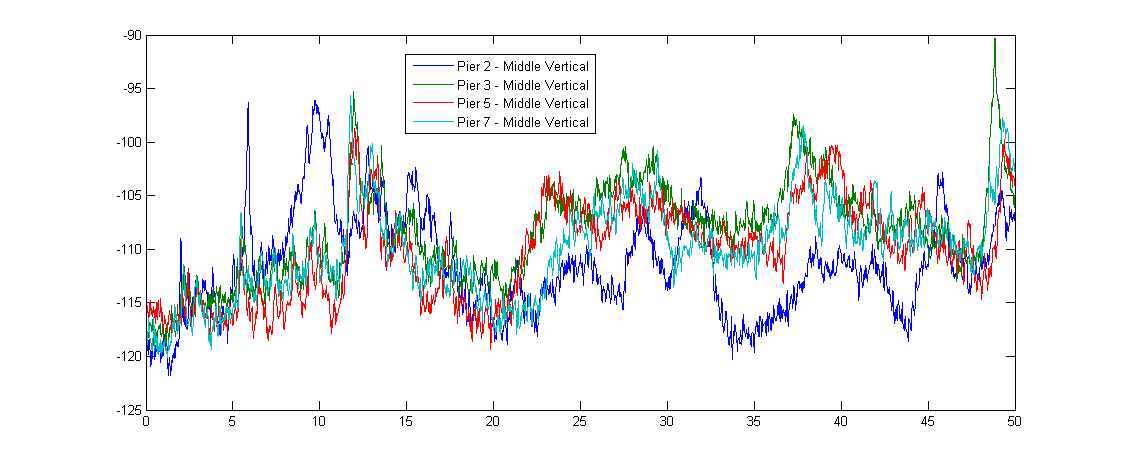 -90
-95
-100
-105
-110
-115
-120
-125
Pier 2 - Middle Vertical
Pier 3 - Middle Vertical
Pier 5 - Middle Vertical
Pier 7 - Middle Vertical
0 5 10 15 20 25 30 35 40 45 50